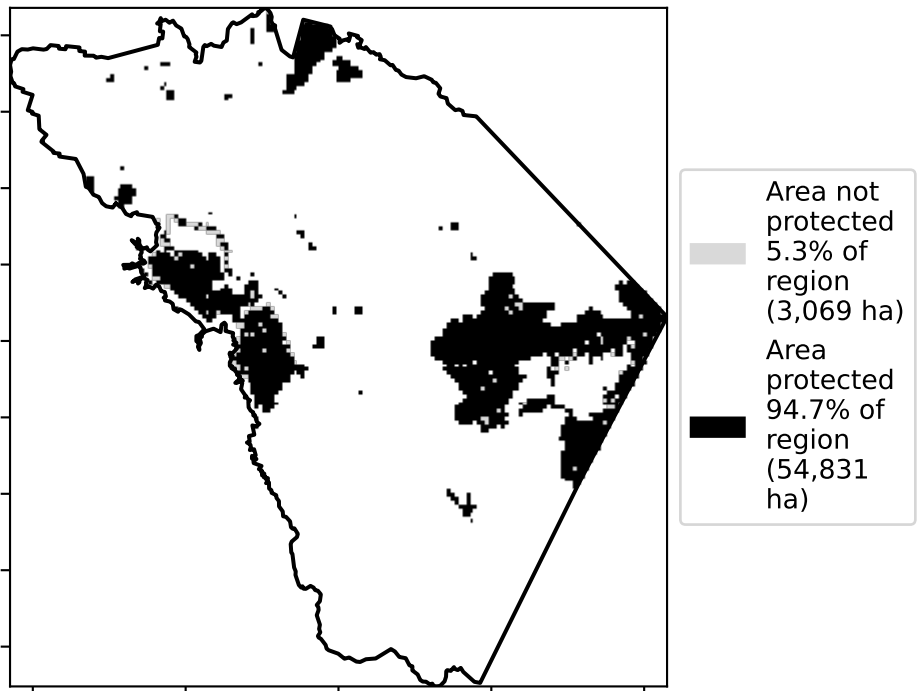 Area not
protected
5.3% of
region
(3,069 ha)
Area
protected
94.7% of
region
(54,831
ha)